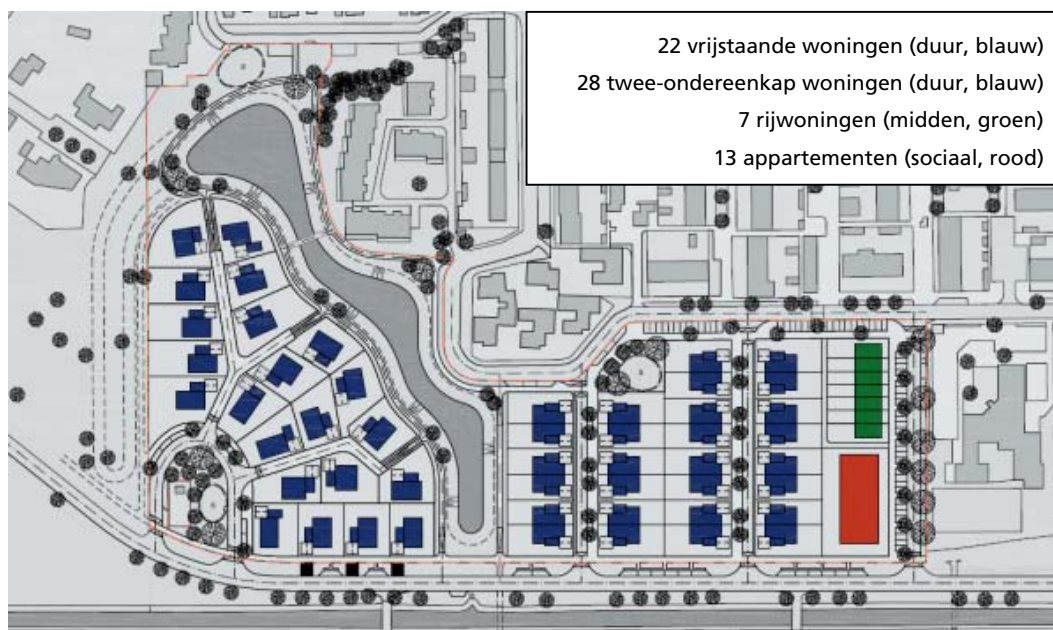 22 vrijstaande woningen (duur, blauw)
28 twee-ondereenkap woningen (duur, blauw)
7 rijwoningen (midden, groen)
13 appartementen (sociaal, rood)